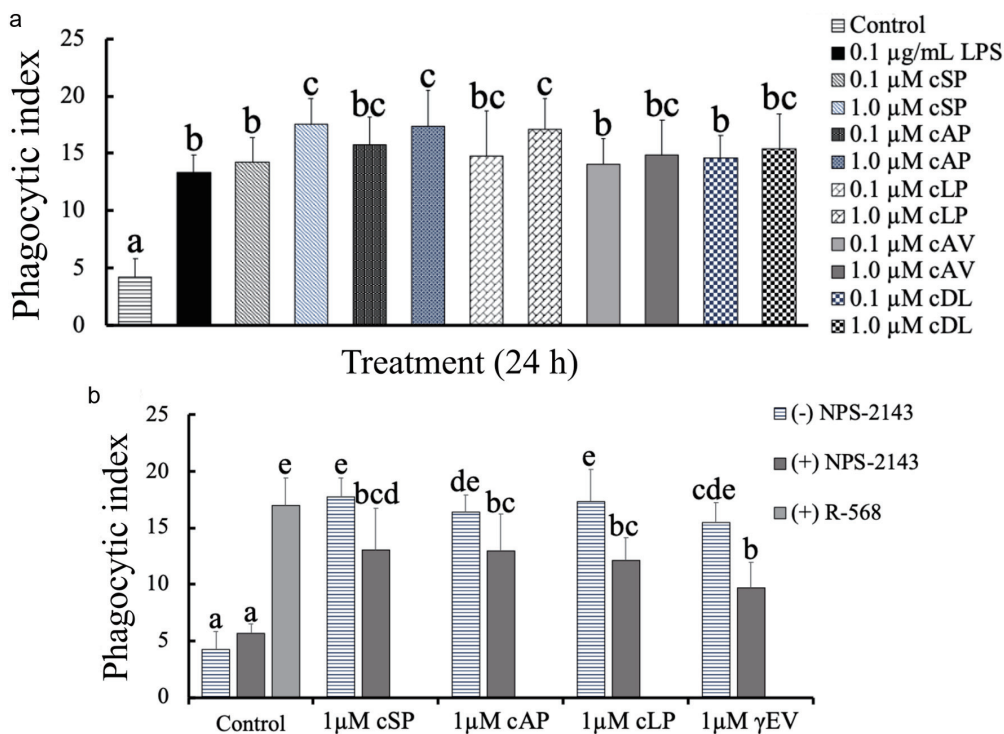 a
Phagocytic index
25
20
15
10
5
0
a
b
b
c
bc
c
bc
c
b
bc
b
bc
Treatment (24 h)
Control
0.1 µg/mL LPS
0.1 µM cSP
1.0 µM cSP
0.1 µM cAP
1.0 µM cAP
0.1 µM cLP
1.0 µM cLP
0.1 µM cAV
1.0 µM cAV
0.1 µM cDL
1.0 µM cDL
b
Phagocytic index
25
20
15
10
5
0
a
a
e
e
bcd
de
bc
e
bc
cde
b
Control
1µM cSP
1µM cAP
1µM cLP
1µM γEV
(-) NPS-2143
(+) NPS-2143
(+) R-568